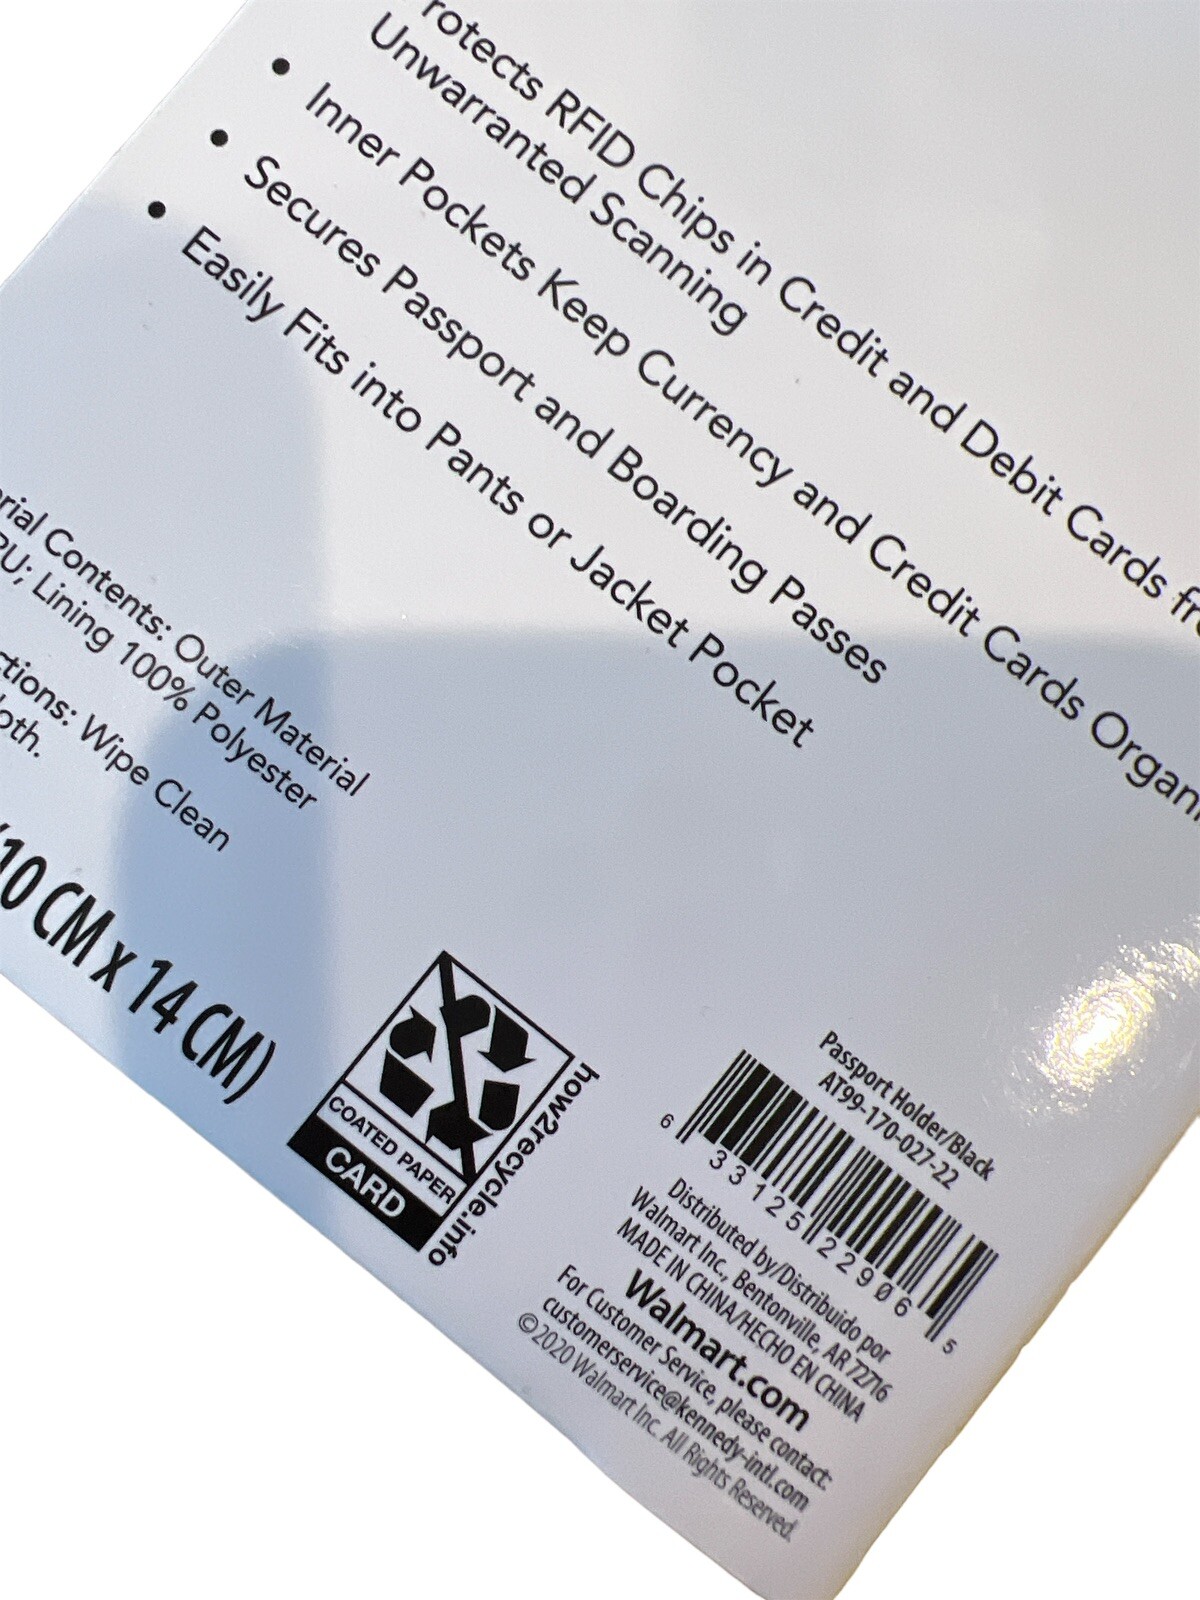 rotects RFID Chips in Credit and Debit Cards
Unwarranted Scanning
• Inner Pockets Keep Currency and Credit Cards
• Secures Passport and Boarding Passes
• Easily Fits into Pants or Jacket Pocket
rial Contents: Outer Material
PU; Lining 100% Polyester
ctions: Wipe Clean
oth.
(10 CM x 14 CM)
COATED PAPER
CARD
how2recycle.info
Passport Holder/Black
AT99-170-027-22
6 33125 22906 5
Distributed by/Distribuido por
Walmart Inc., Bentonville, AR 72716
MADE IN CHINA/HECHO EN CHINA
Walmart.com
For Customer Service, please contact:
customerservice@kennedy-intl.com
©2020 Walmart Inc. All Rights Reserved.